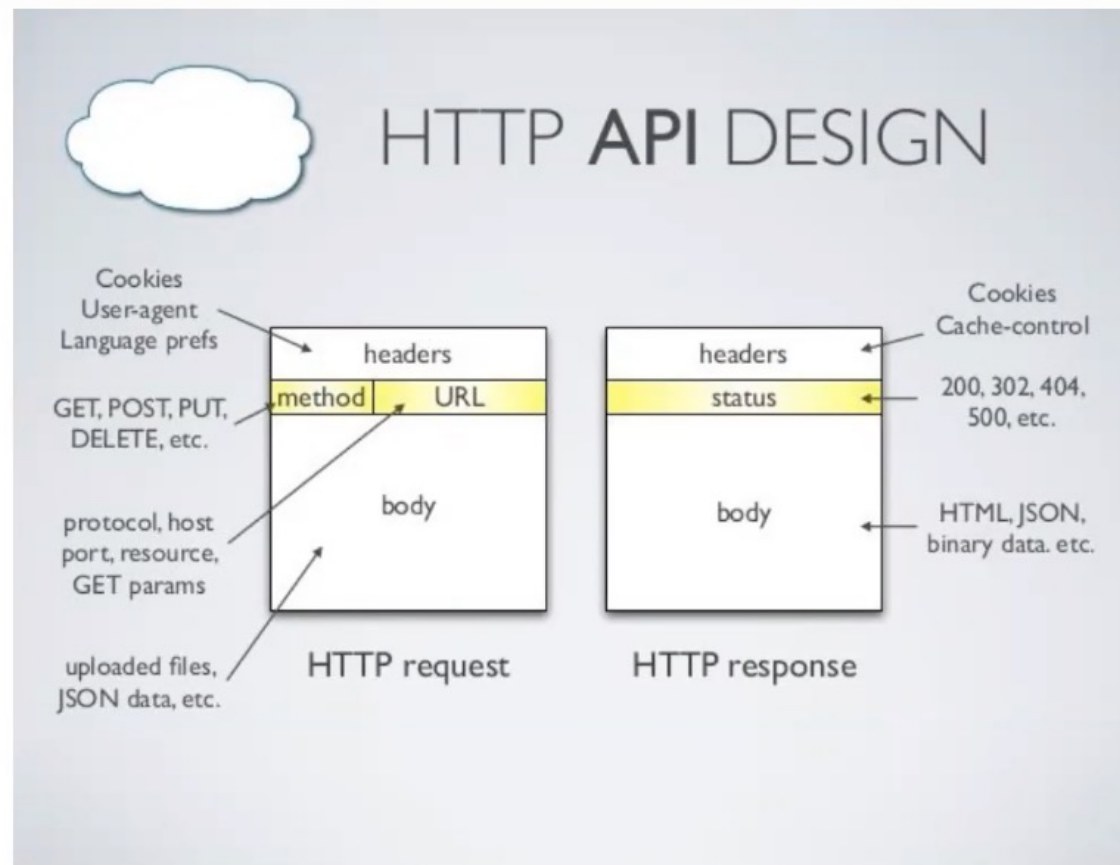 HTTP API DESIGN
Cookies
User-agent
Language prefs
GET, POST, PUT,
DELETE, etc.
protocol, host
port, resource,
GET params
uploaded files,
JSON data, etc.
headers
method URL
body
HTTP request
headers
status
body
HTTP response
Cookies
Cache-control
200, 302, 404,
500, etc.
HTML, JSON,
binary data. etc.